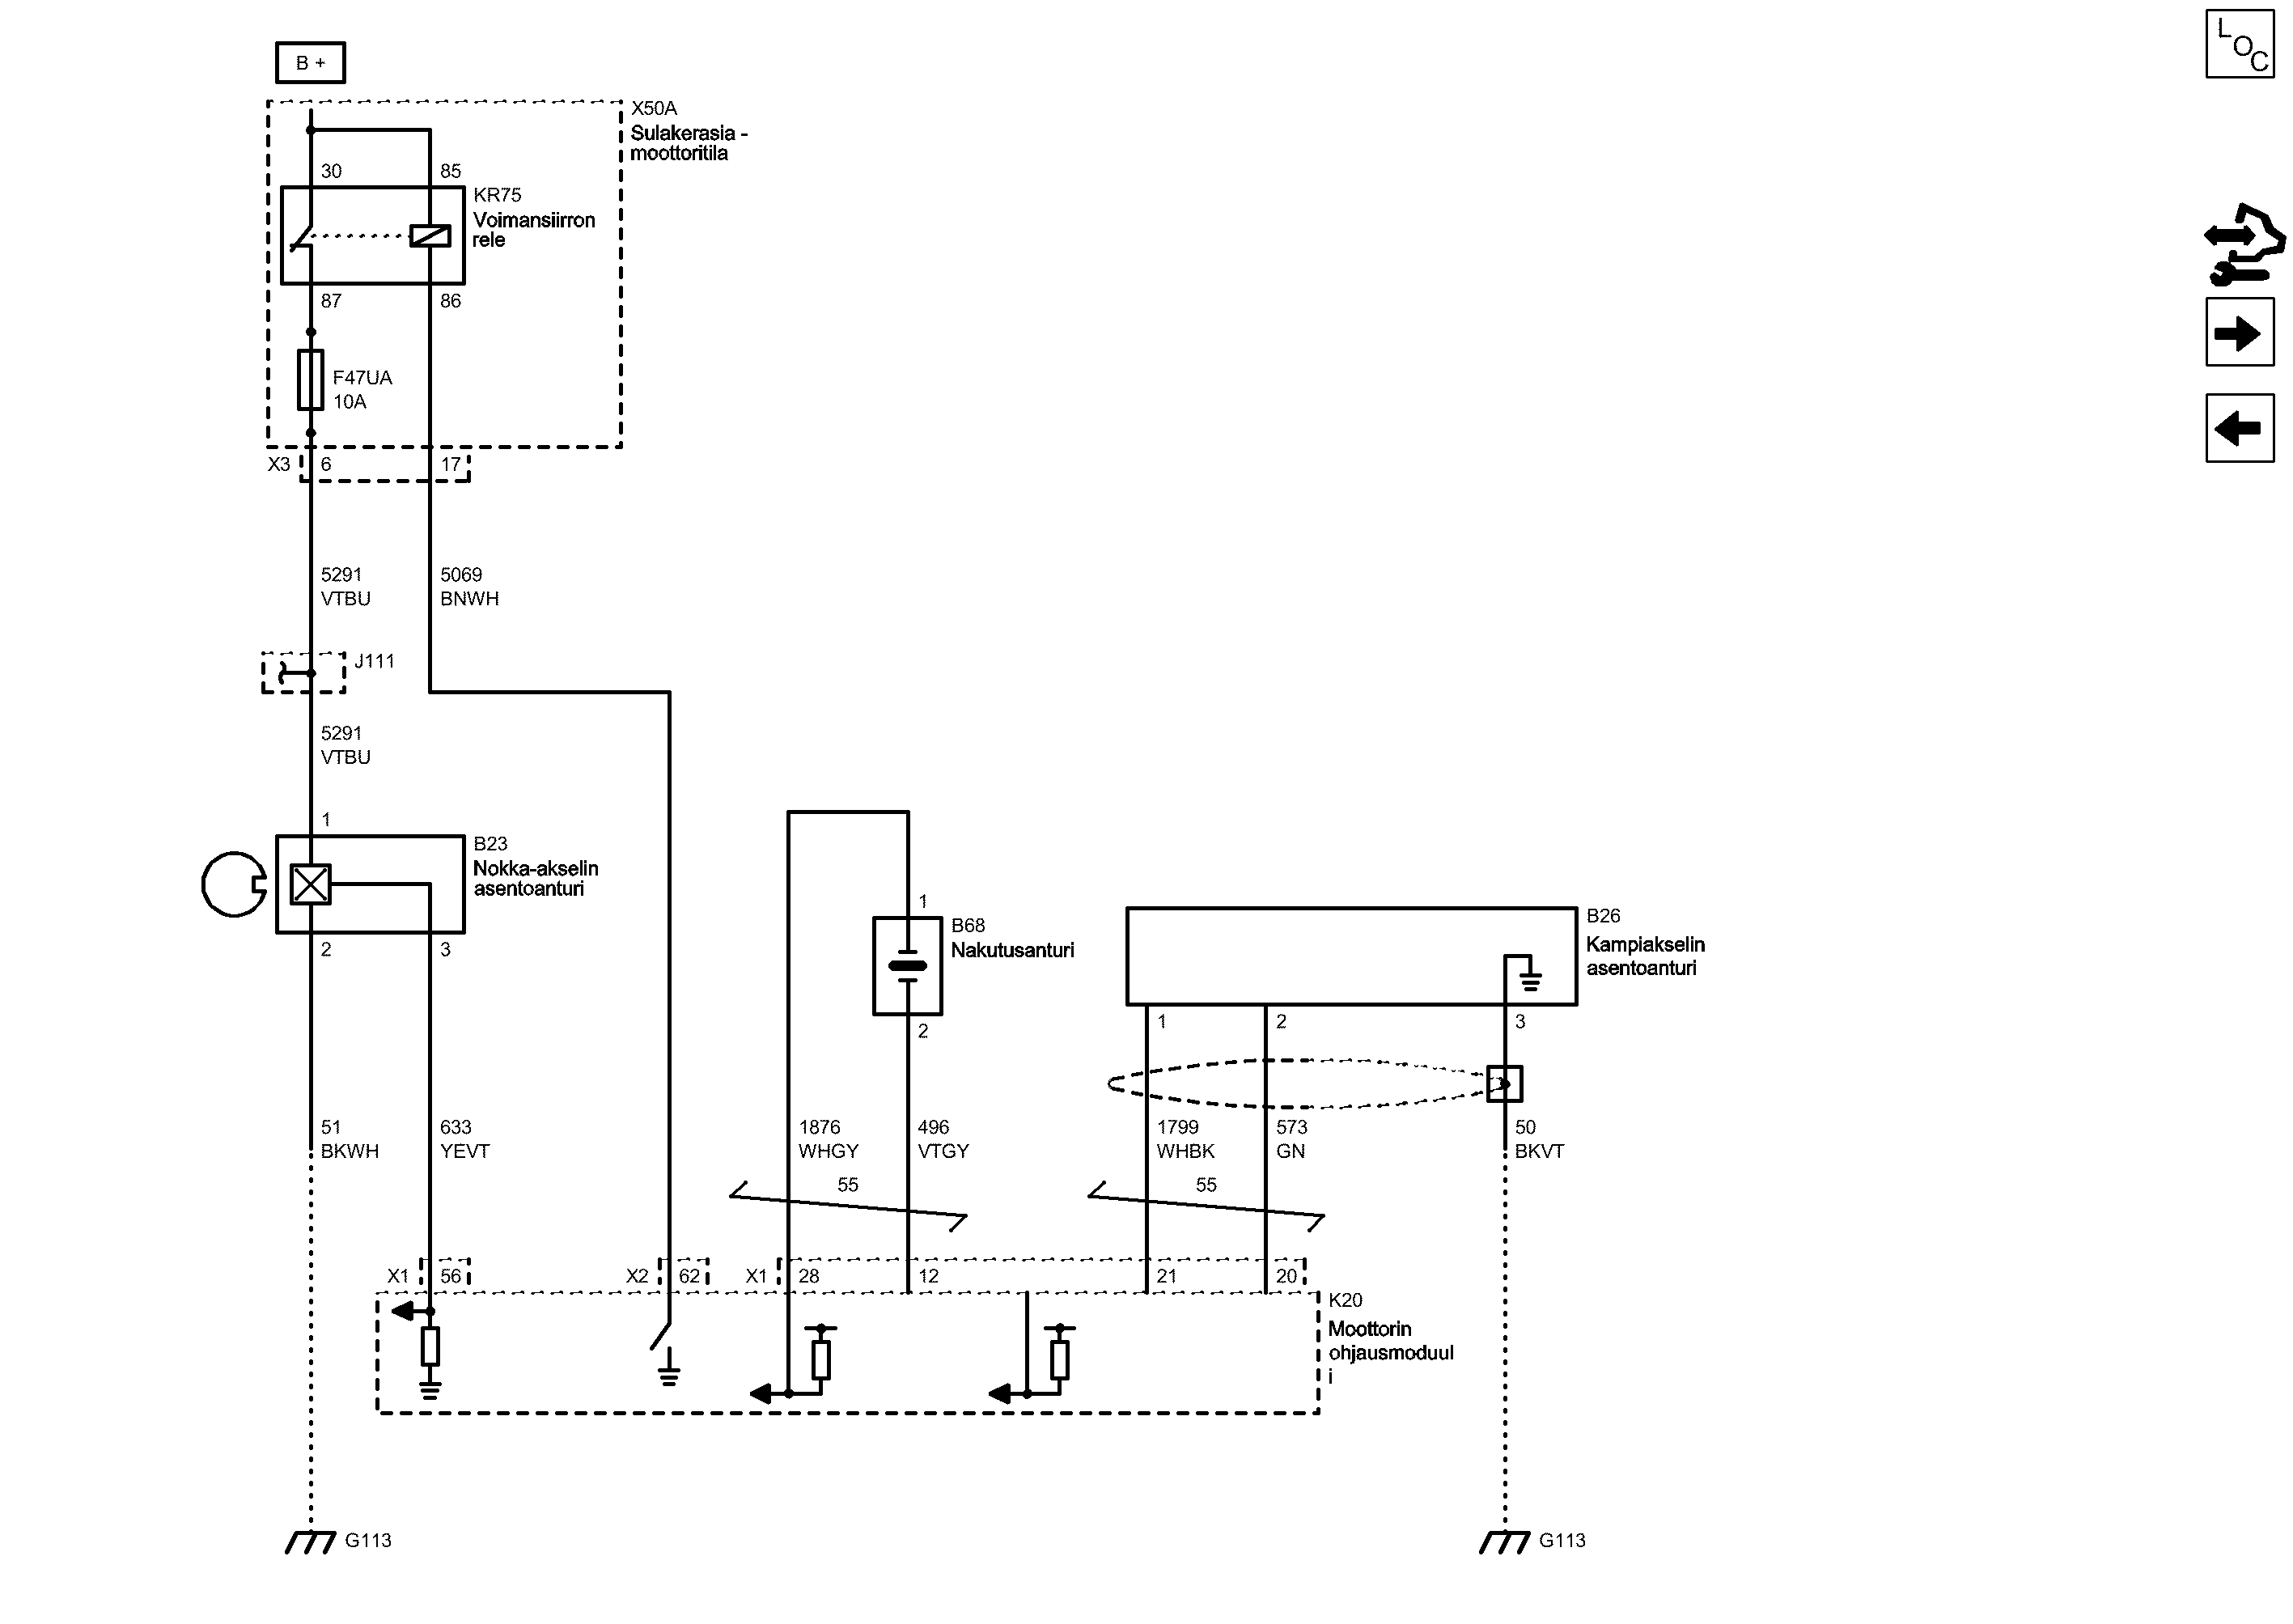 LOC
B +
X50A
Sulakerasia -
moottoritila
30
85
KR75
Voimansiirron
rele
87
86
F47UA
10A
X3
6
17
5291
VTBU
5069
BNWH
J111
5291
VTBU
1
B23
Nokka-akselin
asentoanturi
2
3
1
B68
Nakutusanturi
2
B26
Kampiakselin
asentoanturi
1
2
3
51
BKWH
633
YEVT
1876
WHGY
496
VTGY
1799
WHBK
573
GN
50
BKVT
55
55
X1
56
X2
62
X1
28
12
21
20
K20
Moottorin
ohjausmoduul
i
G113
G113